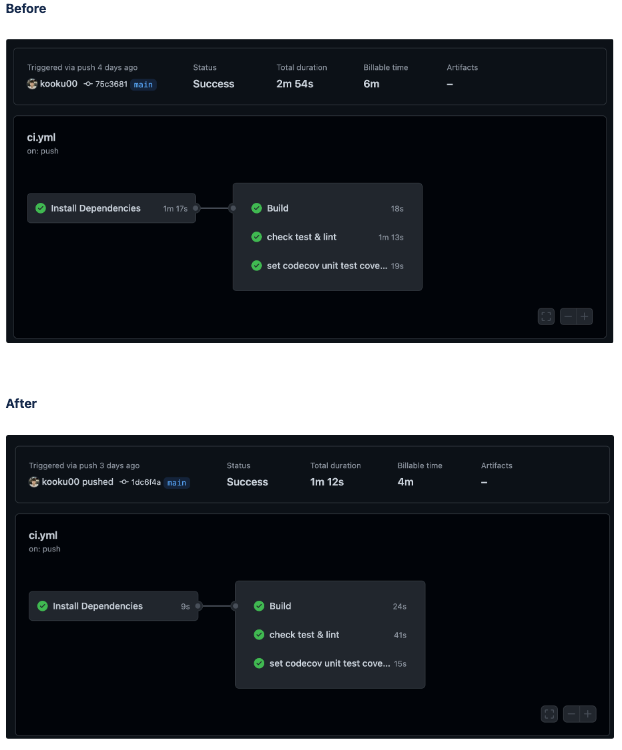 Before
Triggered via push 4 days ago Status Total duration Billable time Artifacts
kooku00 75c3681 main Success 2m 54s 6m –
ci.yml
on: push
Install Dependencies 1m 17s
Build 18s
check test & lint 1m 13s
set codecov unit test cove... 19s
After
Triggered via push 3 days ago Status Total duration Billable time Artifacts
kooku00 pushed 1dc6f4a main Success 1m 12s 4m –
ci.yml
on: push
Install Dependencies 9s
Build 24s
check test & lint 41s
set codecov unit test cove... 15s